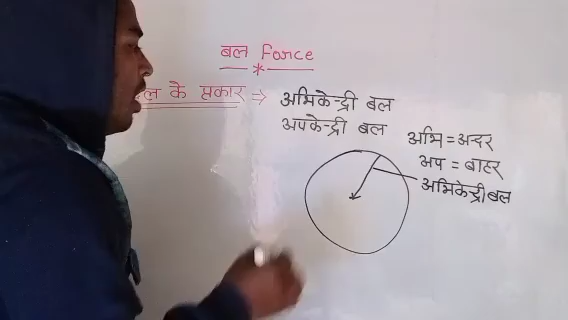 बल Force
के प्रकार ⇒ अभिकेन्द्री बल
अपकेन्द्री बल
अभि = अन्दर
अप = बाहर
अभिकेन्द्री बल